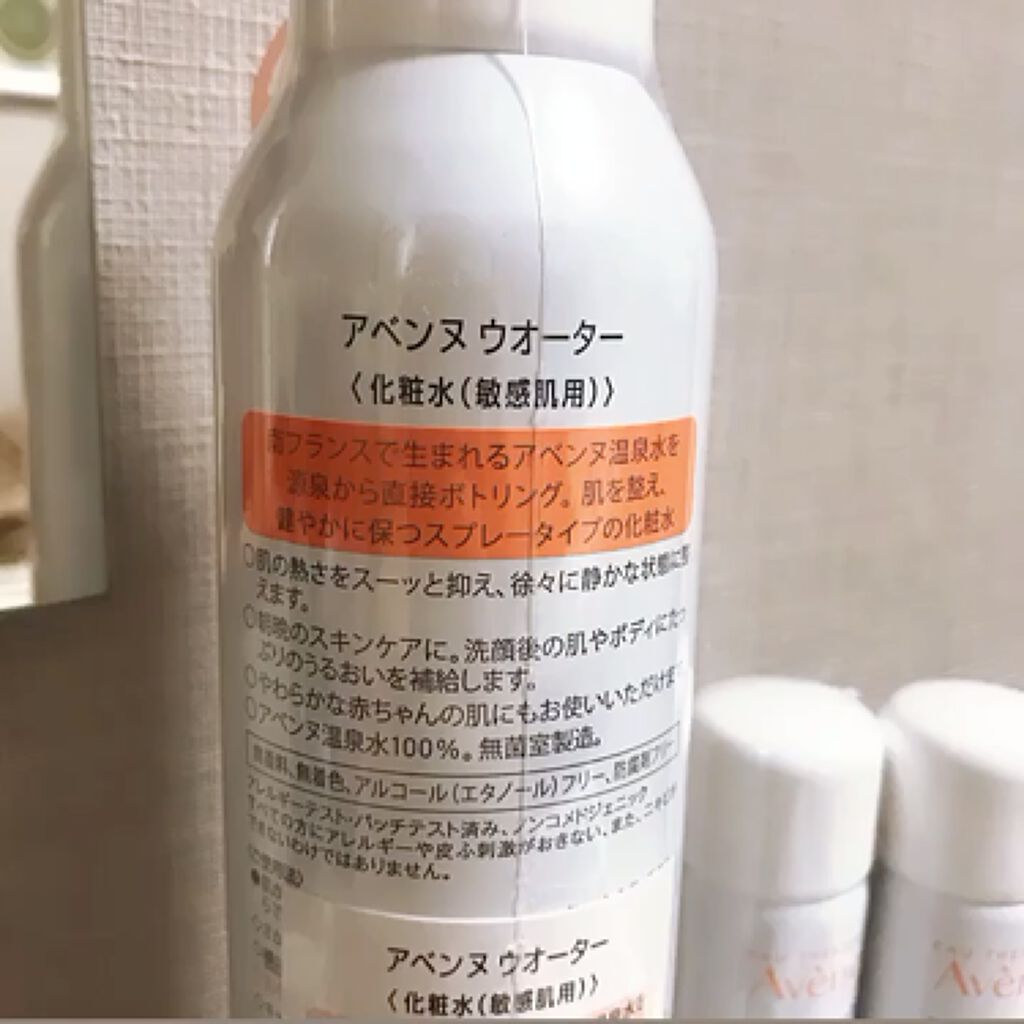 アベンヌ ウオーター
〈化粧水(敏感肌用)〉
南フランスで生まれるアベンヌ温泉水を
源泉から直接ボトリング。肌を整え、
健やかに保つスプレータイプの化粧水
○肌の熱さをスーッと抑え、徐々に静かな状態に整
えます。
○朝晩のスキンケアに。洗顔後の肌やボディにたっ
ぷりのうるおいを補給します。
○やわらかな赤ちゃんの肌にもお使いいただけます
○アベンヌ温泉水100%。無菌室製造。
無香料、無着色、アルコール(エタノール)フリー、防腐剤フリー
アレルギーテスト・パッチテスト済み、ノンコメドジェニック
すべての方にアレルギーや皮ふ刺激がおきない、また、ニキビが
できないわけではありません。
アベンヌ ウオーター
〈化粧水(敏感肌用)〉
Avèn
Avèn